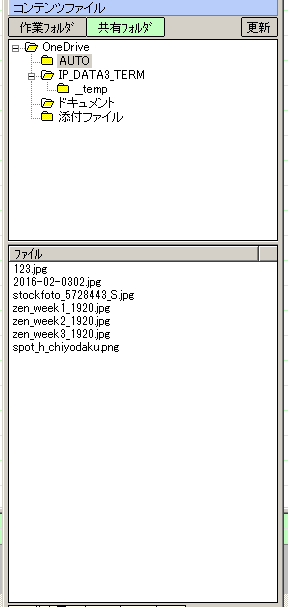 コンテンツファイル
作業フォルダ 共有フォルダ 更新
OneDrive
AUTO
IP_DATA3_TERM
_temp
ドキュメント
添付ファイル
ファイル
123.jpg
2016-02-0302.jpg
stockfoto_5728443_S.jpg
zen_week1_1920.jpg
zen_week2_1920.jpg
zen_week3_1920.jpg
spot_h_chiyodaku.png